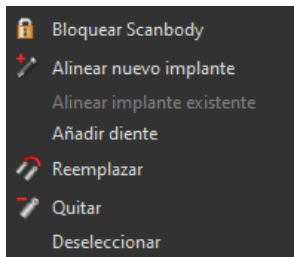 Bloquear Scanbody
Alinear nuevo implante
Alinear implante existente
Añadir diente
Reemplazar
Quitar
Deseleccionar